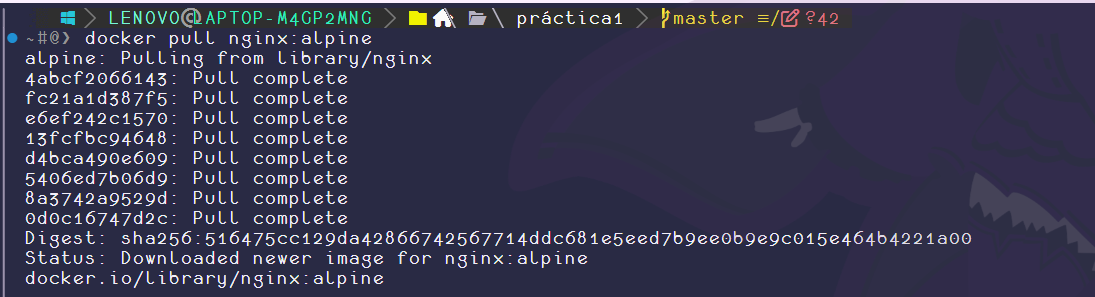 LENOVO@LAPTOP-M4GP2MNG > \ práctica1 > master ≡/ ?42
~#@❯ docker pull nginx:alpine
alpine: Pulling from library/nginx
4abcf2066143: Pull complete
fc21a1d387f5: Pull complete
e6ef242c1570: Pull complete
13fcfbc94648: Pull complete
d4bca490e609: Pull complete
5406ed7b06d9: Pull complete
8a3742a9529d: Pull complete
0d0c16747d2c: Pull complete
Digest: sha256:516475cc129da42866742567714ddc681e5eed7b9ee0b9e9c015e464b4221a00
Status: Downloaded newer image for nginx:alpine
docker.io/library/nginx:alpine